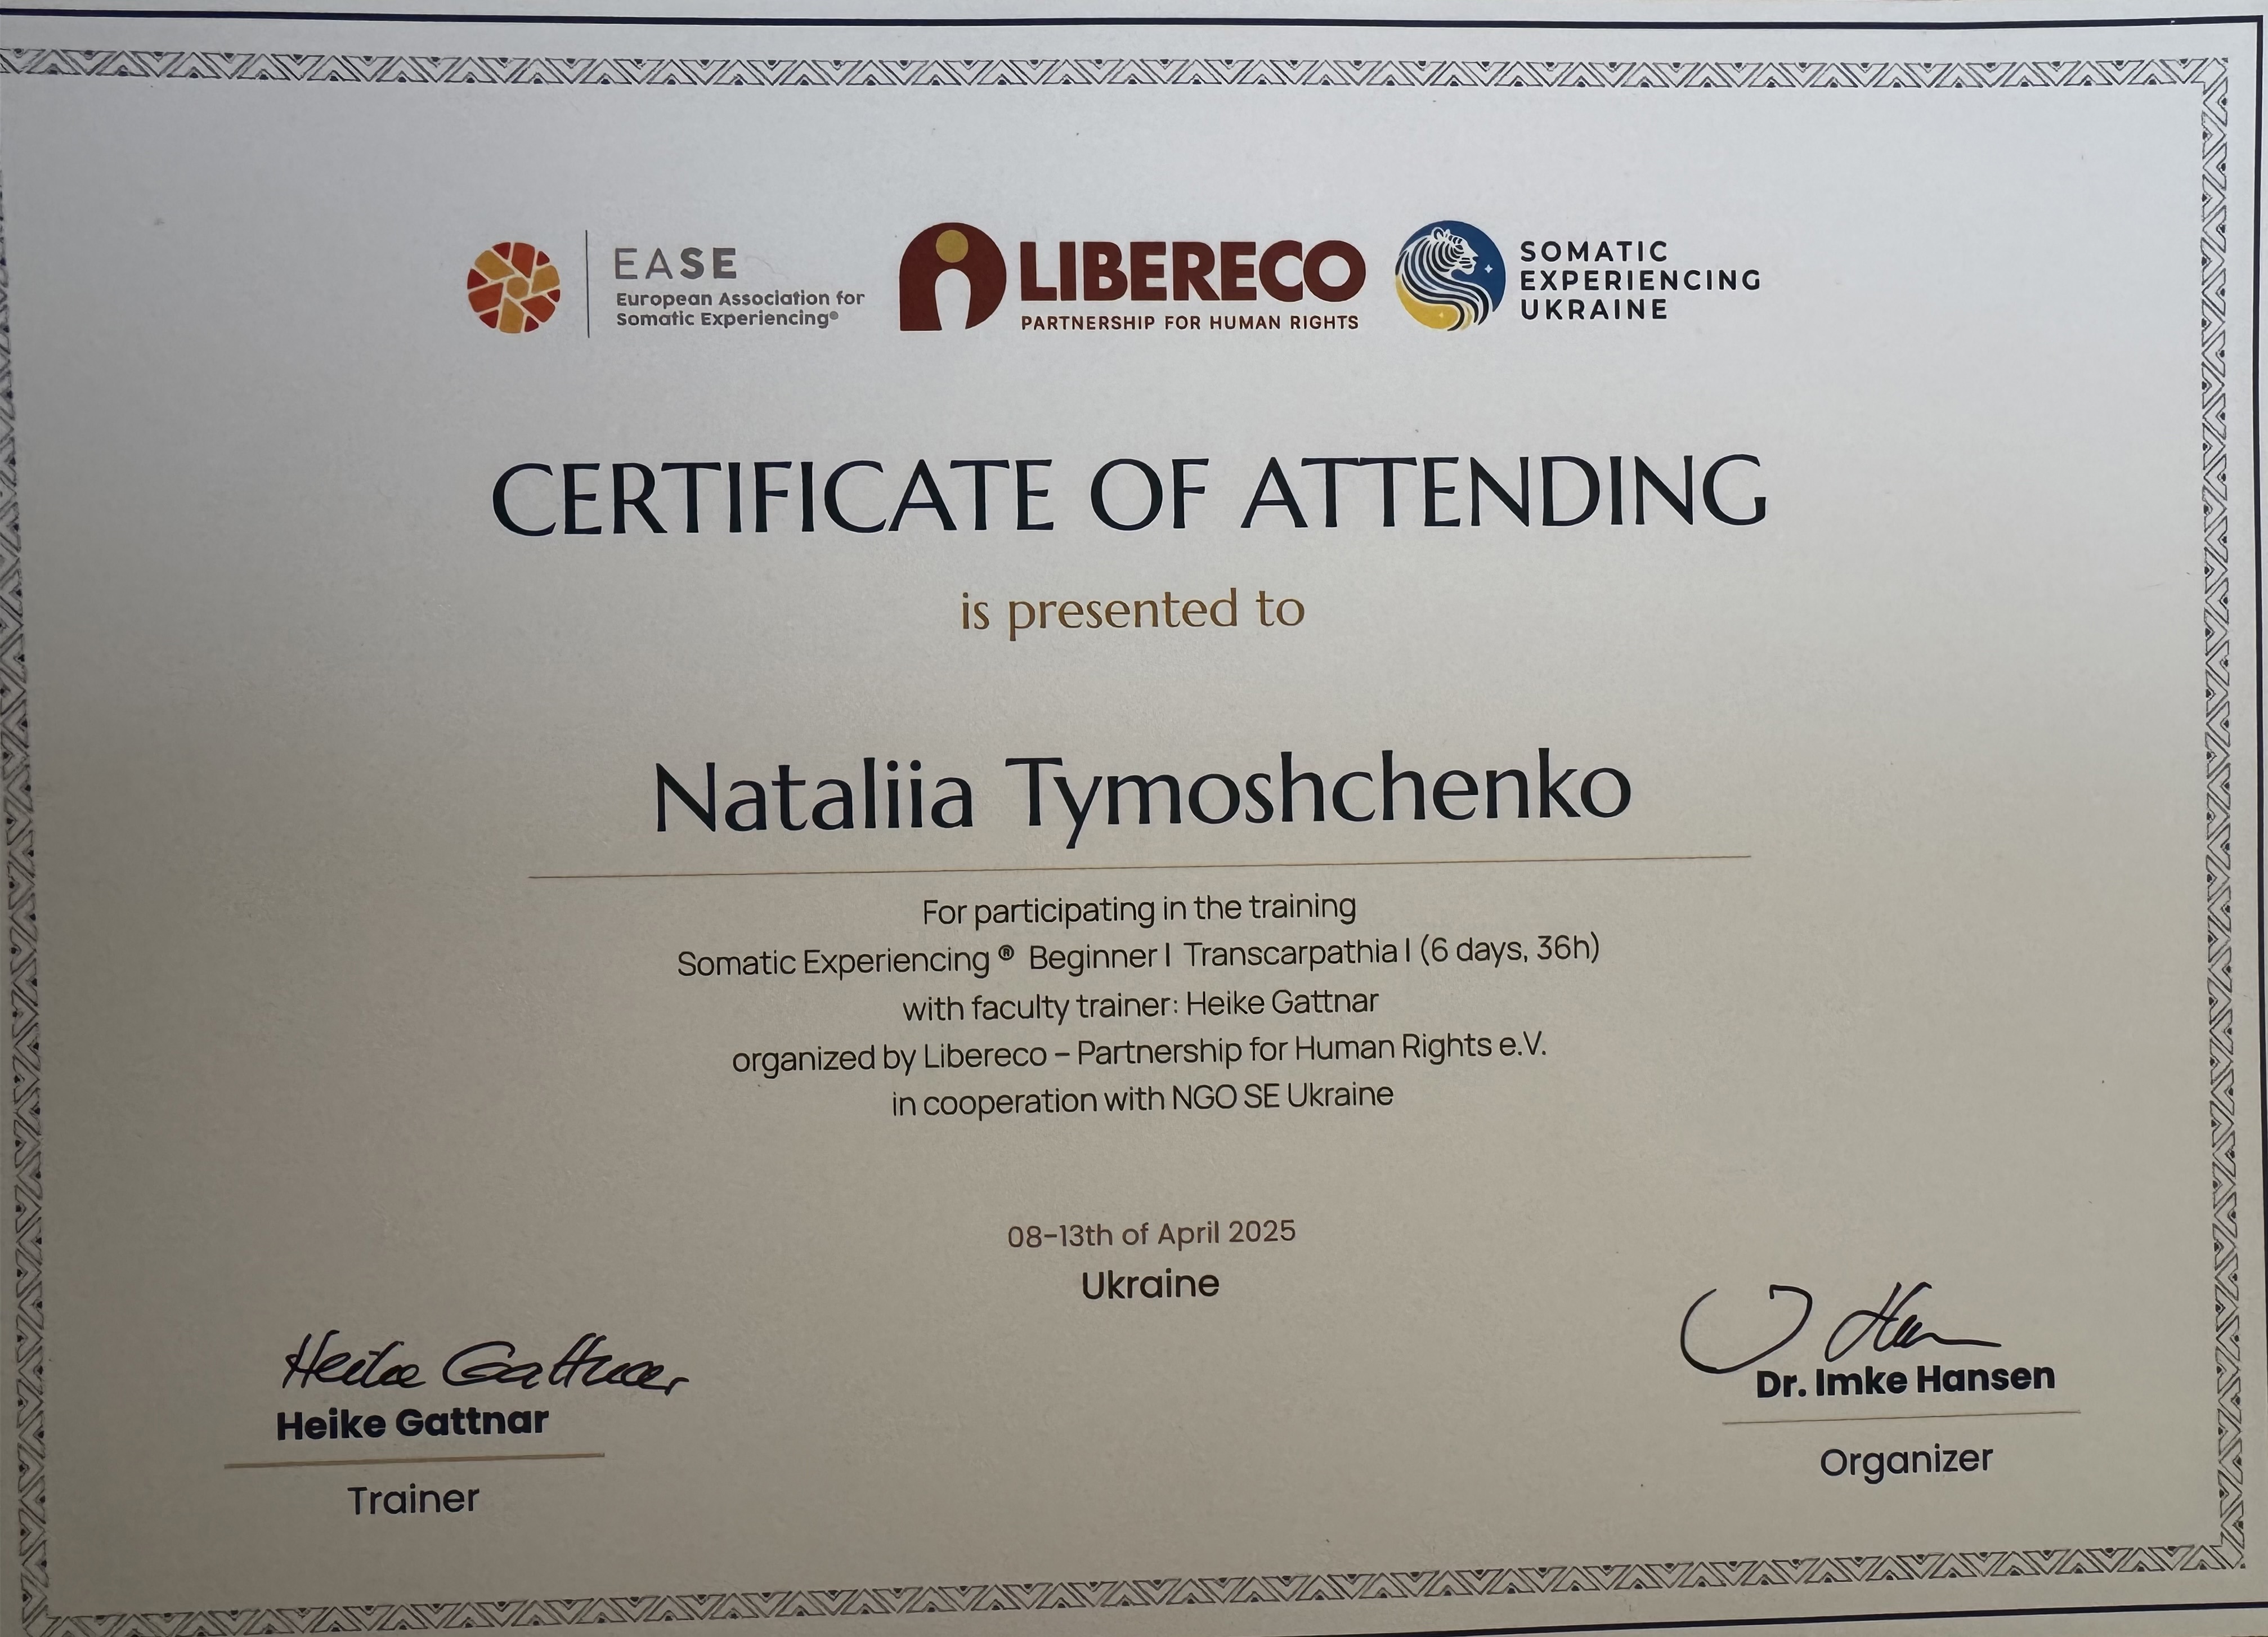 EASE
European Association for
Somatic Experiencing®
LIBERECO
PARTNERSHIP FOR HUMAN RIGHTS
SOMATIC
EXPERIENCING
UKRAINE
CERTIFICATE OF ATTENDING
is presented to
Nataliia Tymoshchenko
For participating in the training
Somatic Experiencing ® Beginner I Transcarpathia I (6 days, 36h)
with faculty trainer: Heike Gattnar
organized by Libereco – Partnership for Human Rights e.V.
in cooperation with NGO SE Ukraine
08-13th of April 2025
Ukraine
Heike Gattnar
Heike Gattnar
Trainer
Dr. Imke Hansen
Organizer